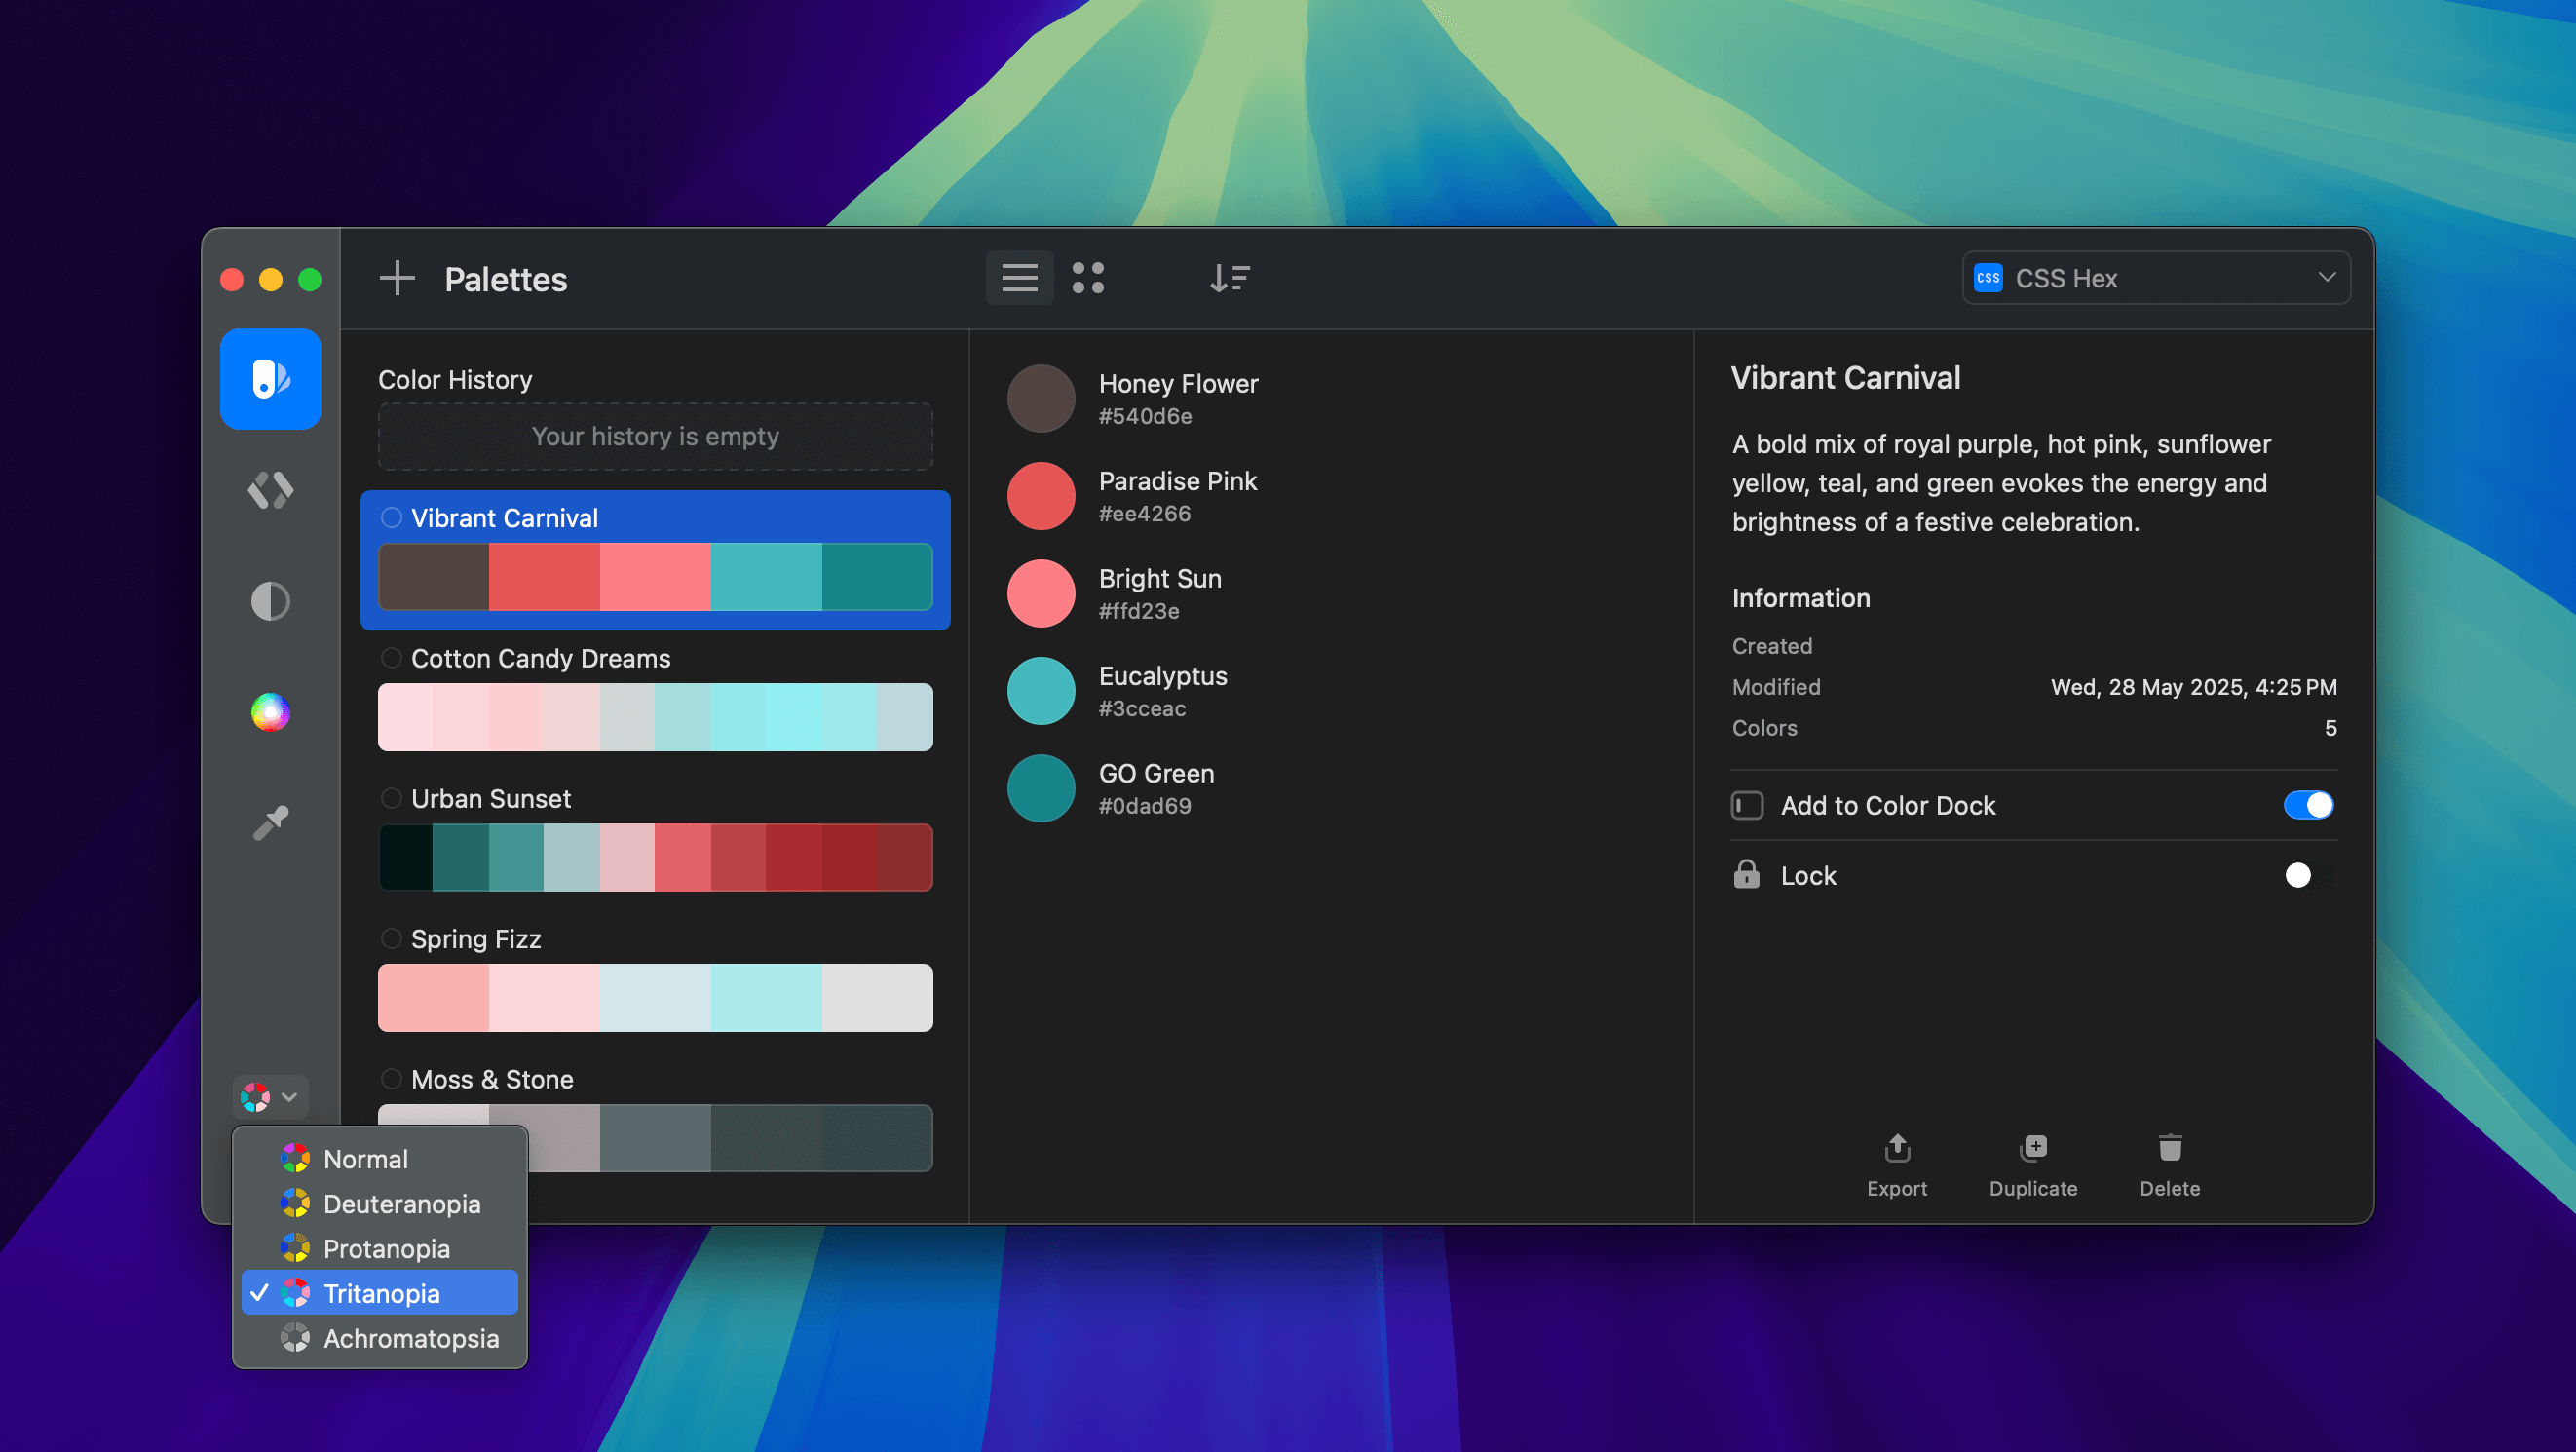 Palettes
CSS
CSS Hex
Color History
Your history is empty
Vibrant Carnival
Cotton Candy Dreams
Urban Sunset
Spring Fizz
Moss & Stone
Honey Flower
#540d6e
Paradise Pink
#ee4266
Bright Sun
#ffd23e
Eucalyptus
#3cceac
GO Green
#0dad69
Vibrant Carnival
A bold mix of royal purple, hot pink, sunflower
yellow, teal, and green evokes the energy and
brightness of a festive celebration.
Information
Created
Modified Wed, 28 May 2025, 4:25 PM
Colors 5
Add to Color Dock
Lock
Export Duplicate Delete
Normal
Deuteranopia
Protanopia
Tritanopia
Achromatopsia